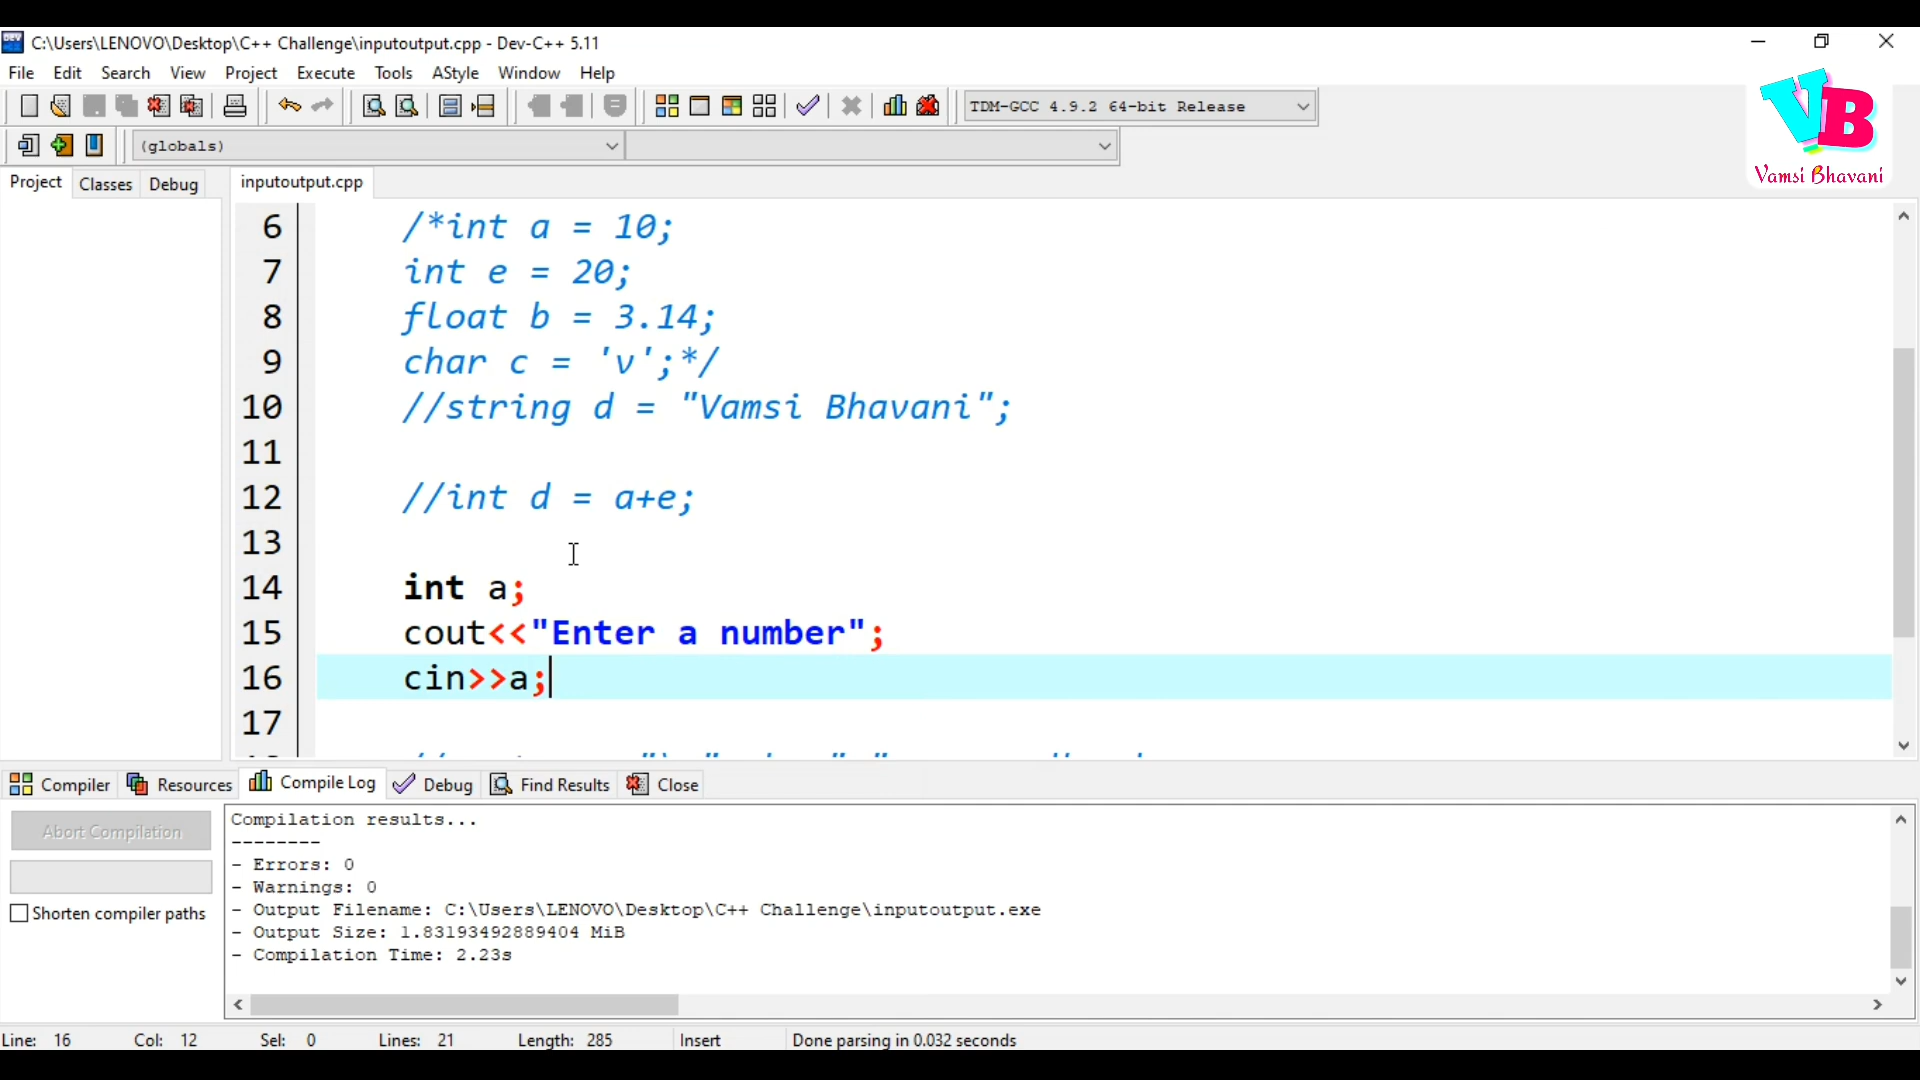 C:\Users\LENOVO\Desktop\C++ Challenge\inputoutput.cpp - Dev-C++ 5.11
File Edit Search View Project Execute Tools AStyle Window Help
TDM-GCC 4.9.2 64-bit Release
(globals)
VB
Vamsi Bhavani
Project Classes Debug
inputoutput.cpp
6 /*int a = 10;
7 int e = 20;
8 float b = 3.14;
9 char c = 'v';*/
10 //string d = "Vamsi Bhavani";
11
12 //int d = a+e;
13
14 int a;
15 cout<<"Enter a number";
16 cin>>a;
17
Compiler Resources Compile Log Debug Find Results Close
Abort Compilation
Shorten compiler paths
Compilation results...
--------
- Errors: 0
- Warnings: 0
- Output Filename: C:\Users\LENOVO\Desktop\C++ Challenge\inputoutput.exe
- Output Size: 1.83193492889404 MiB
- Compilation Time: 2.23s
Line: 16 Col: 12 Sel: 0 Lines: 21 Length: 285 Insert Done parsing in 0.032 seconds